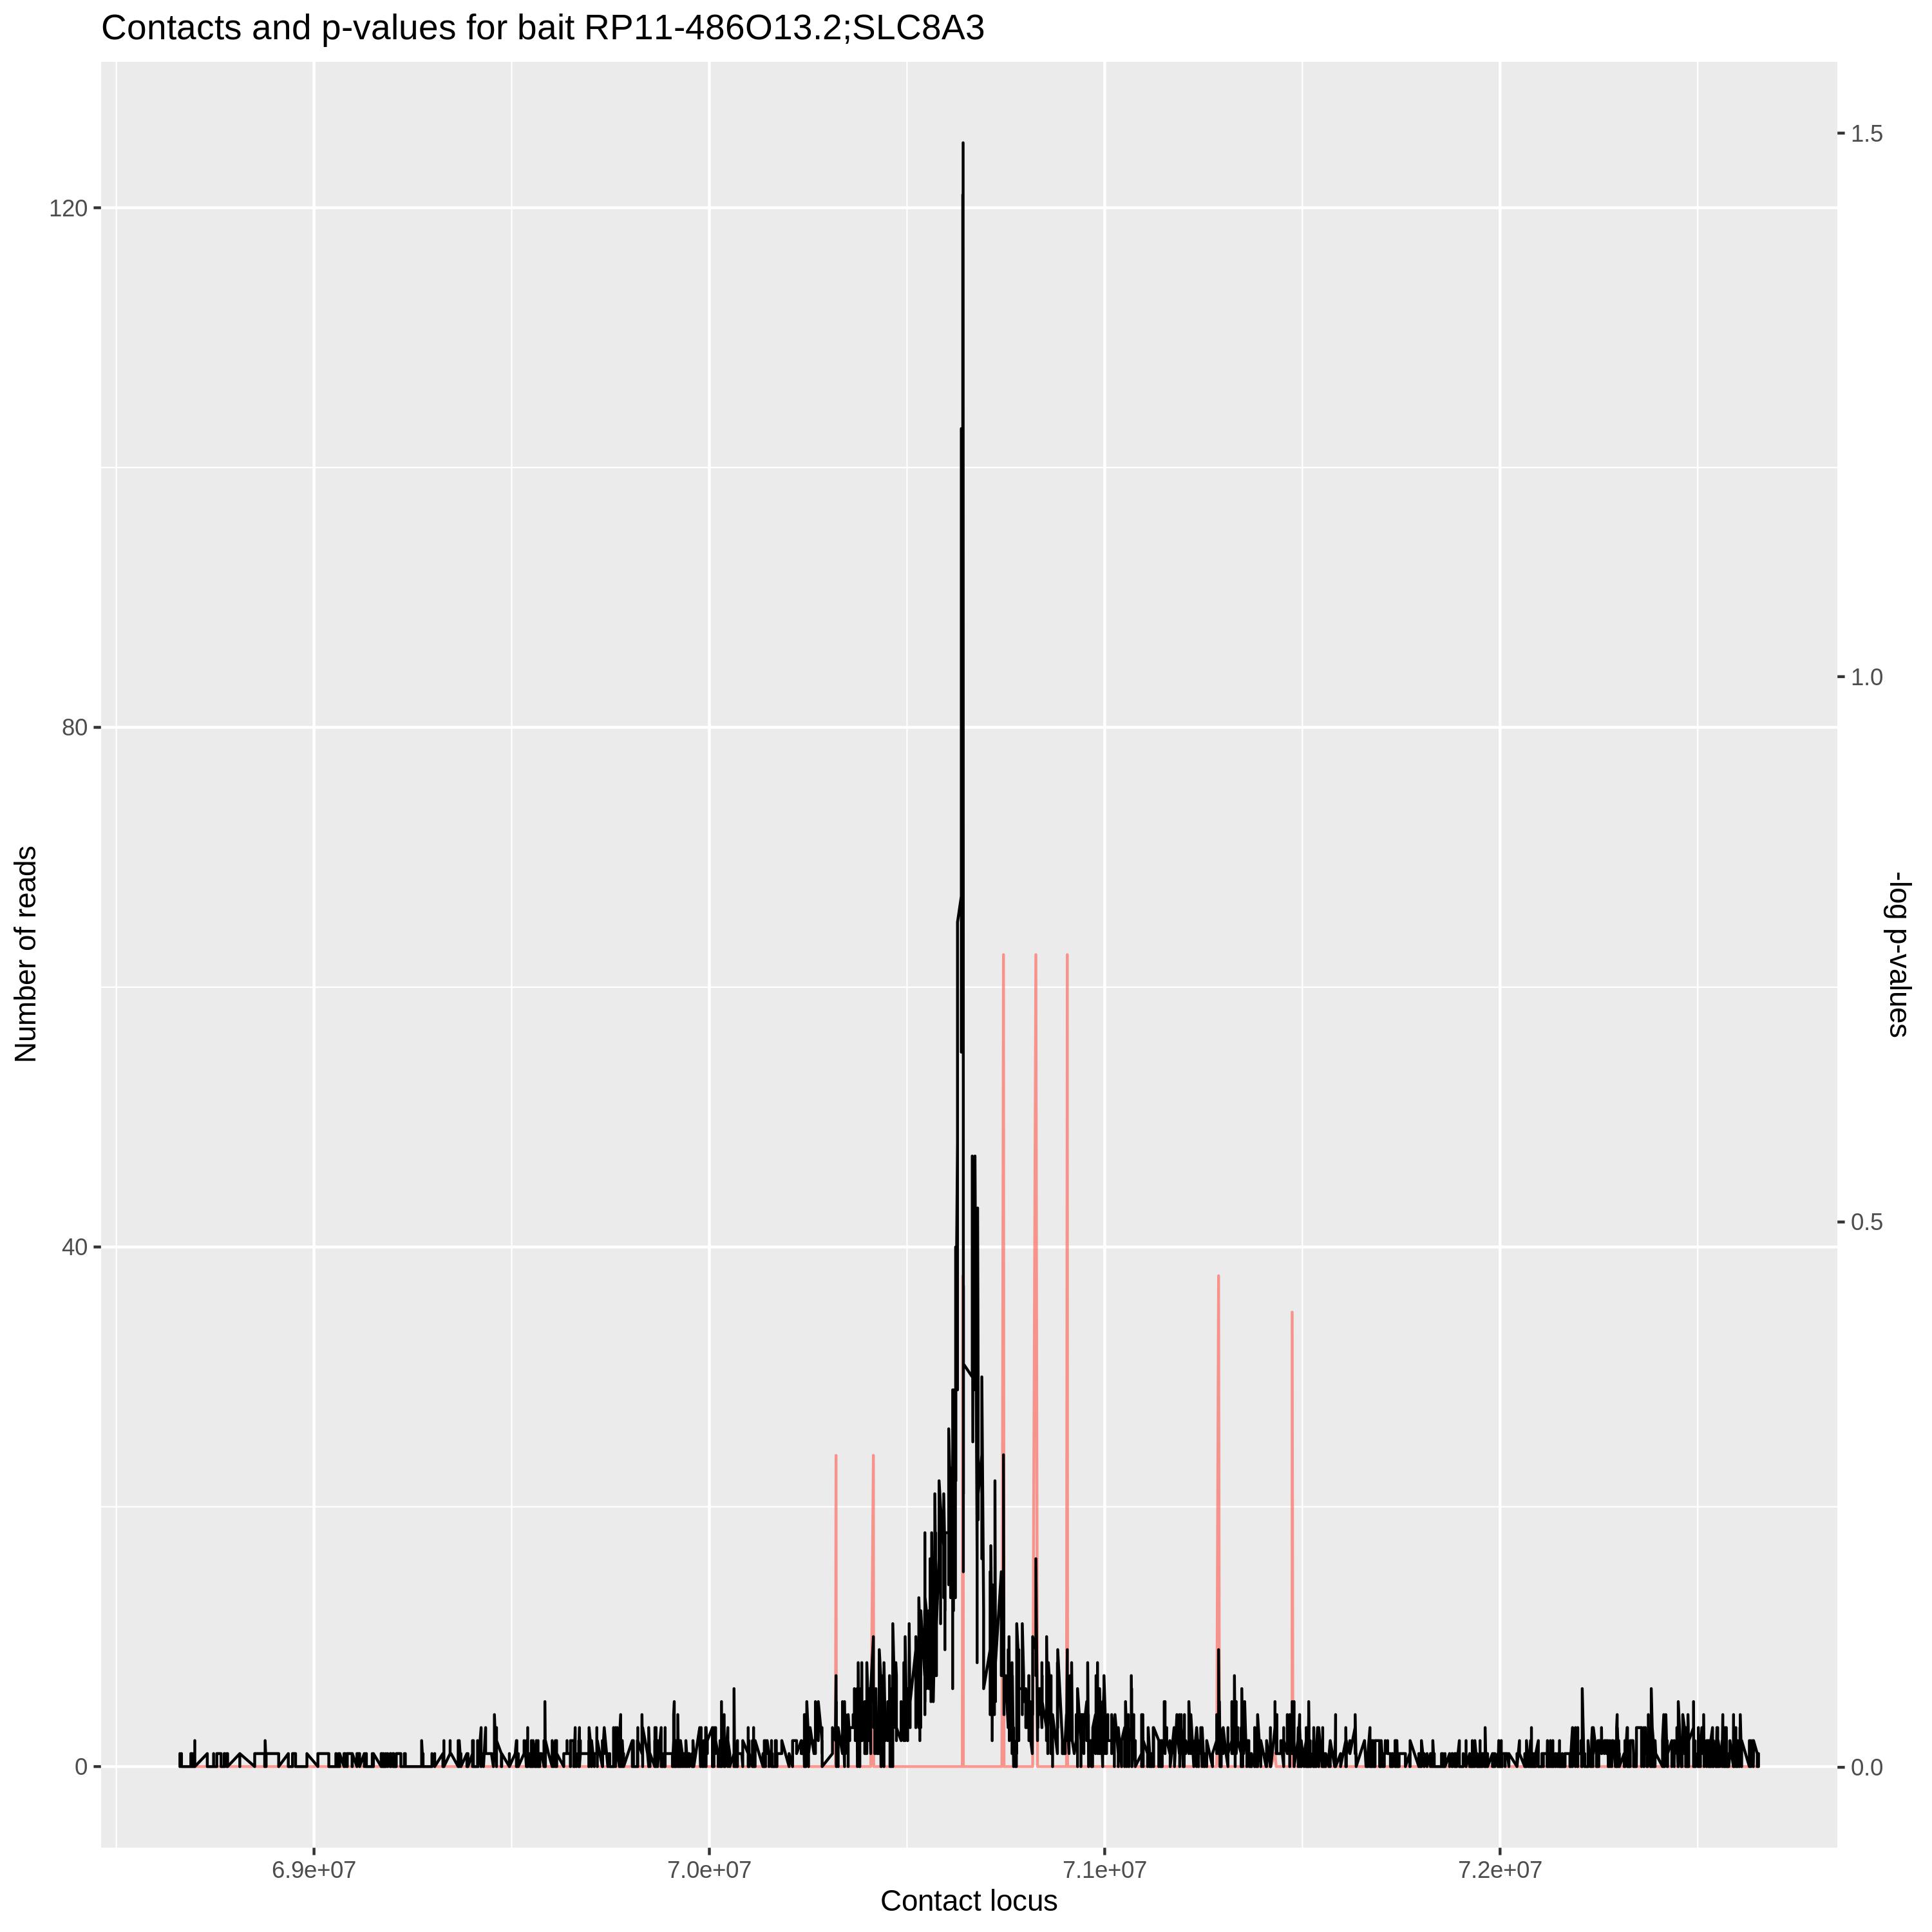 Contacts and p-values for bait RP11-486O13.2;SLC8A3
120
80
40
0
Number of reads
1.5
1.0
0.5
0.0
-log p-values
6.9e+07
7.0e+07
7.1e+07
7.2e+07
Contact locus